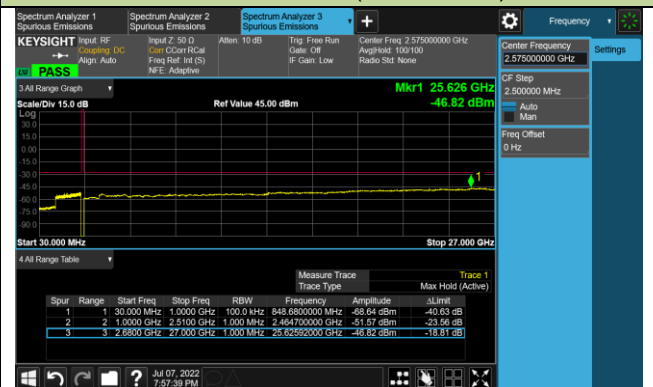 Spectrum Analyzer 1
Spurious Emissions
Spectrum Analyzer 2
Spurious Emissions
Spectrum Analyzer 3
Spurious Emissions
+
Frequency
KEYSIGHT
Input: RF
Coupling: DC
Align: Auto
Input Z: 50 Ω
Corr CCorr RCal
Freq Ref: Int (S)
NFE: Adaptive
Atten: 10 dB
Trig: Free Run
Gate: Off
IF Gain: Low
Center Freq: 2.575000000 GHz
Avg|Hold: 100/100
Radio Std: None
PASS
Center Frequency
2.575000000 GHz
Settings
CF Step
2.500000 MHz
Auto
Man
Freq Offset
0 Hz
3 All Range Graph
Mkr1 25.626 GHz
Scale/Div 15.0 dB
Ref Value 45.00 dBm
-46.82 dBm
Log
30.0
15.0
0.00
-15.0
-30.0
-45.0
-60.0
-75.0
-90.0
1
Start 30.000 MHz
Stop 27.000 GHz
4 All Range Table
Measure Trace Trace 1
Trace Type Max Hold (Active)
Spur Range Start Freq Stop Freq RBW Frequency Amplitude ΔLimit
1 1 30.000 MHz 1.0000 GHz 100.0 kHz 848.6800000 MHz -68.64 dBm -40.63 dB
2 2 1.0000 GHz 2.5100 GHz 1.000 MHz 2.464700000 GHz -51.57 dBm -23.56 dB
3 3 2.6800 GHz 27.000 GHz 1.000 MHz 25.62592000 GHz -46.82 dBm -18.81 dB
?
Jul 07, 2022
7:57:39 PM